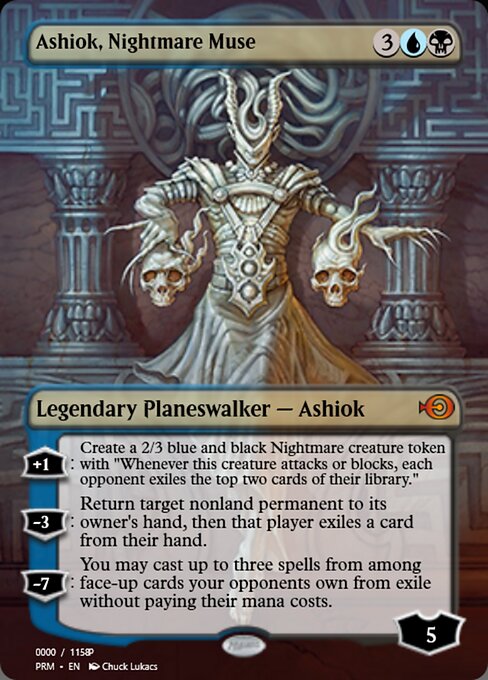 Ashiok, Nightmare Muse 3
Legendary Planeswalker — Ashiok
+1: Create a 2/3 blue and black Nightmare creature token
with "Whenever this creature attacks or blocks, each
opponent exiles the top two cards of their library."
Return target nonland permanent to its
-3: owner's hand, then that player exiles a card
from their hand.
You may cast up to three spells from among
-7: face-up cards your opponents own from exile
without paying their mana costs.
5
0000 / 1158P
PRM • EN Chuck Lukacs